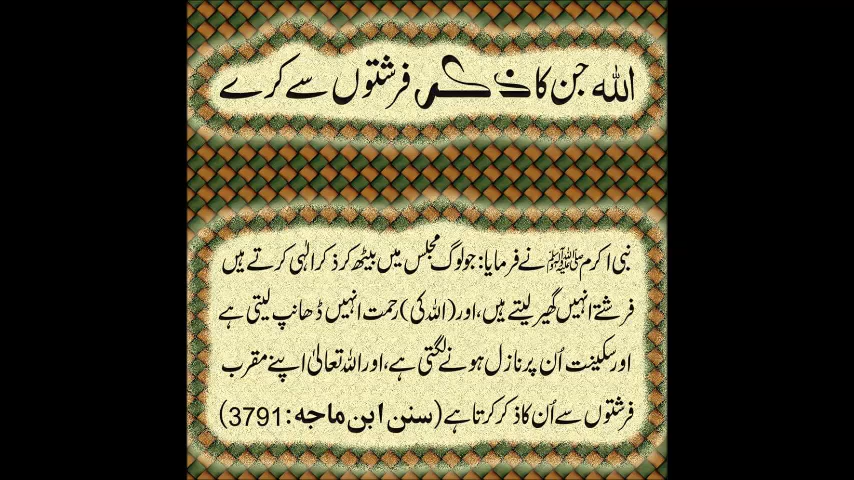 اللہ جن کا ذکر فرشتوں سے کرے
نبی اکرم ﷺ نے فرمایا: جو لوگ مجلس میں بیٹھ کر ذکر الٰہی کرتے ہیں
فرشتے انہیں گھیر لیتے ہیں، اور (اللہ کی) رحمت انہیں ڈھانپ لیتی ہے
اور سکینت اُن پر نازل ہونے لگتی ہے، اور اللہ تعالیٰ اپنے مقرب
فرشتوں سے اُن کا ذکر کرتا ہے (سنن ابن ماجہ: 3791)